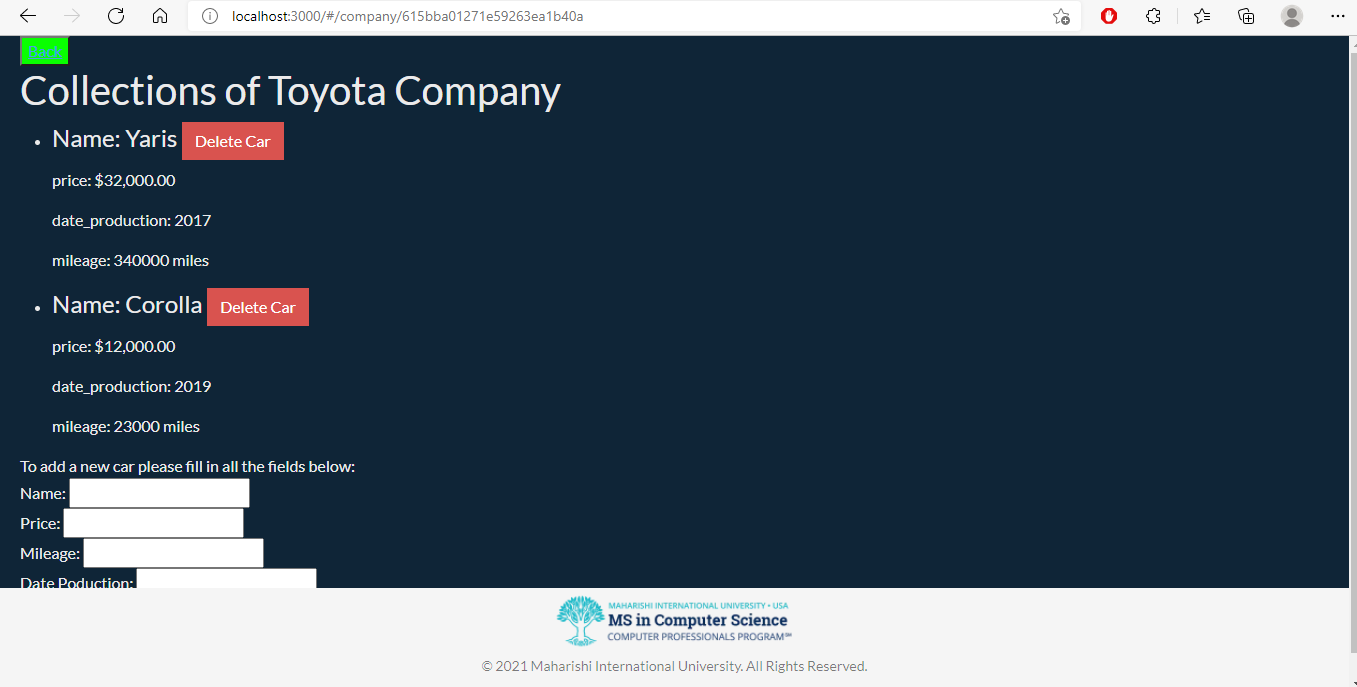 localhost:3000/#/company/615bba01271e59263ea1b40a
Back
Collections of Toyota Company
Name: Yaris Delete Car
price: $32,000.00
date_production: 2017
mileage: 340000 miles
Name: Corolla Delete Car
price: $12,000.00
date_production: 2019
mileage: 23000 miles
To add a new car please fill in all the fields below:
Name:
Price:
Mileage:
Date Poduction:
MAHARISHI INTERNATIONAL UNIVERSITY • USA
MS in Computer Science
COMPUTER PROFESSIONALS PROGRAM℠
© 2021 Maharishi International University. All Rights Reserved.